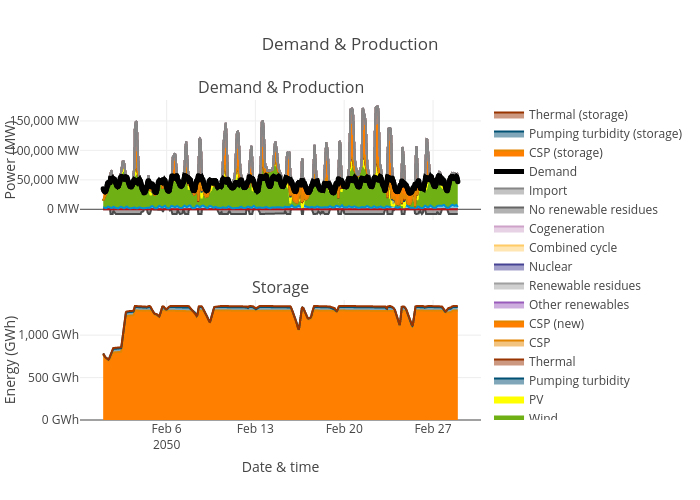 Demand & Production
Demand & Production
Power (MW)
150,000 MW
100,000 MW
50,000 MW
0 MW
Thermal (storage)
Pumping turbidity (storage)
CSP (storage)
Demand
Import
No renewable residues
Cogeneration
Combined cycle
Nuclear
Renewable residues
Other renewables
CSP (new)
CSP
Thermal
Pumping turbidity
PV
Wind
Storage
Energy (GWh)
1,000 GWh
500 GWh
0 GWh
Feb 6
2050
Feb 13
Feb 20
Feb 27
Date & time